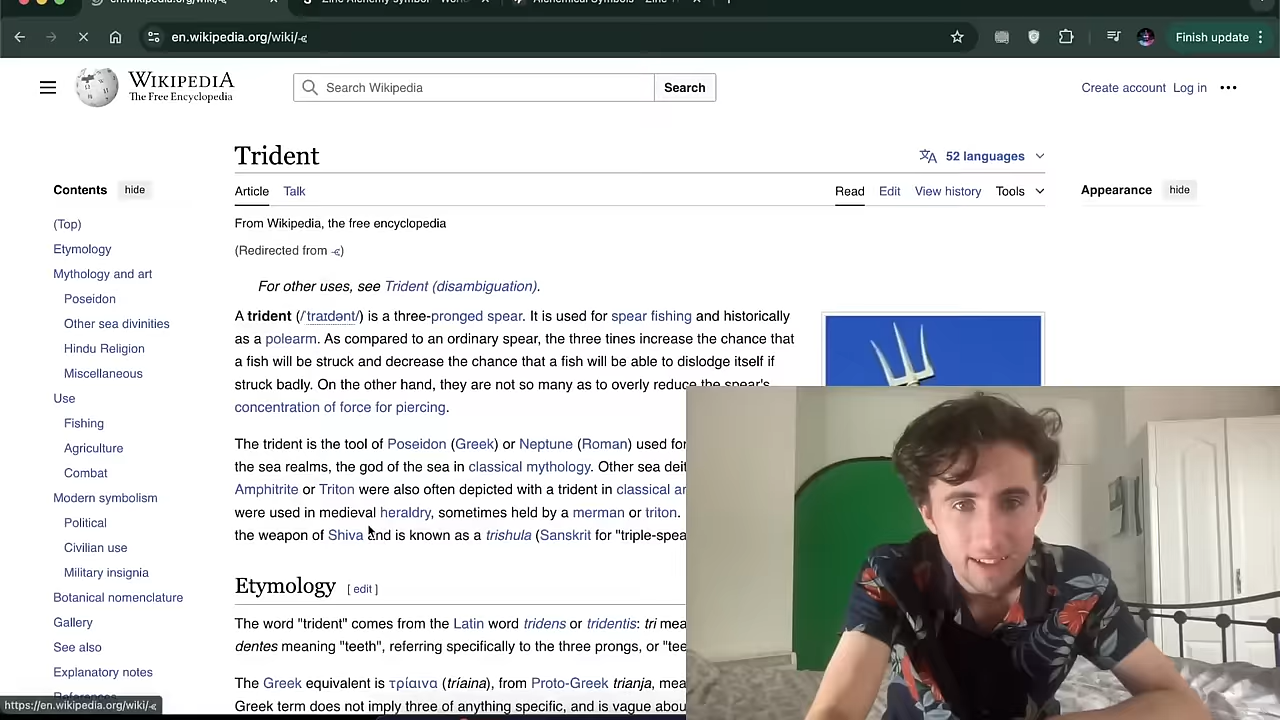 en.wikipedia.org/wiki/⋲
Finish update
WIKIPEDIA
The Free Encyclopedia
Search Wikipedia
Search
Create account Log in
Trident
52 languages
Contents hide
Article Talk
Read Edit View history Tools
Appearance hide
From Wikipedia, the free encyclopedia
(Top)
(Redirected from ⋲)
Etymology
Mythology and art
For other uses, see Trident (disambiguation).
Poseidon
Other sea divinities
Hindu Religion
Miscellaneous
Use
Fishing
Agriculture
Combat
Modern symbolism
Political
Civilian use
Military insignia
Botanical nomenclature
Gallery
See also
Explanatory notes
A trident (/ˈtraɪdənt/) is a three-pronged spear. It is used for spear fishing and historically
as a polearm. As compared to an ordinary spear, the three tines increase the chance that
a fish will be struck and decrease the chance that a fish will be able to dislodge itself if
struck badly. On the other hand, they are not so many as to overly reduce the spear's
concentration of force for piercing.
The trident is the tool of Poseidon (Greek) or Neptune (Roman) used for
the sea realms, the god of the sea in classical mythology. Other sea deit
Amphitrite or Triton were also often depicted with a trident in classical ar
were used in medieval heraldry, sometimes held by a merman or triton.
the weapon of Shiva and is known as a trishula (Sanskrit for "triple-spea
Etymology [ edit ]
The word "trident" comes from the Latin word tridens or tridentis: tri mea
dentes meaning "teeth", referring specifically to the three prongs, or "tee
The Greek equivalent is τρίαινα (tríaina), from Proto-Greek trianja, mea
Greek term does not imply three of anything specific, and is vague abou
https://en.wikipedia.org/wiki/⋲